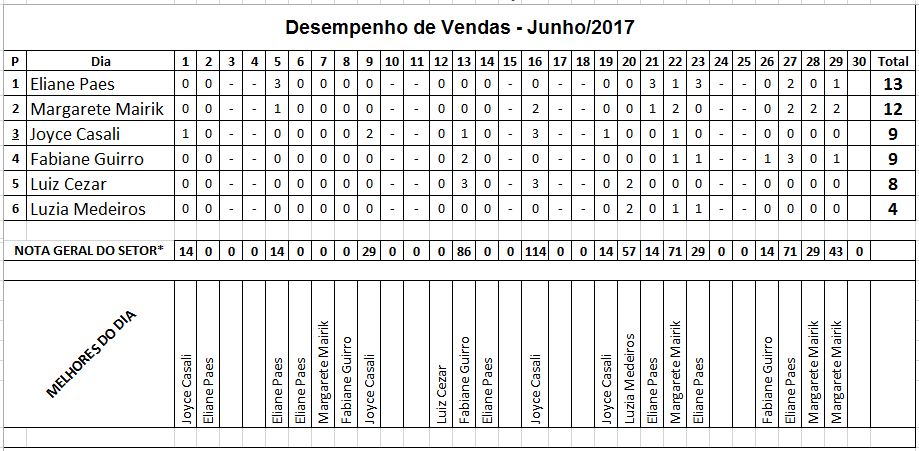 Desempenho de Vendas - Junho/2017
P Dia 1 2 3 4 5 6 7 8 9 10 11 12 13 14 15 16 17 18 19 20 21 22 23 24 25 26 27 28 29 30 Total
1 Eliane Paes 0 0 - - 3 0 0 0 0 - - 0 0 0 - 0 - - 0 0 3 1 3 - - 0 2 0 1 13
2 Margarete Mairik 0 0 - - 1 0 0 0 0 - - 0 0 0 - 2 - - 0 0 1 2 0 - - 0 2 2 2 12
3 Joyce Casali 1 0 - - 0 0 0 0 2 - - 0 1 0 - 3 - - 1 0 0 1 0 - - 0 0 0 0 9
4 Fabiane Guirro 0 0 - - 0 0 0 0 0 - - 0 2 0 - 0 - - 0 0 - 1 1 - - 1 3 0 1 9
5 Luiz Cezar 0 0 - - 0 0 0 0 0 - - 0 3 0 - 3 - - 0 2 0 0 0 - - 0 0 0 0 8
6 Luzia Medeiros 0 0 - - 0 0 0 0 0 - - 0 0 0 - 0 - - 0 2 - 1 1 - - 0 0 0 0 4
NOTA GERAL DO SETOR* 14 0 0 0 14 0 0 0 29 0 0 0 86 0 0 114 0 0 14 57 14 71 29 0 0 14 71 29 43 0
MELHORES DO DIA
Joyce Casali
Eliane Paes
Eliane Paes
Eliane Paes
Margarete Mairik
Fabiane Guirro
Joyce Casali
Luiz Cezar
Fabiane Guirro
Eliane Paes
Joyce Casali
Joyce Casali
Luzia Medeiros
Eliane Paes
Margarete Mairik
Eliane Paes
Fabiane Guirro
Eliane Paes
Margarete Mairik
Margarete Mairik